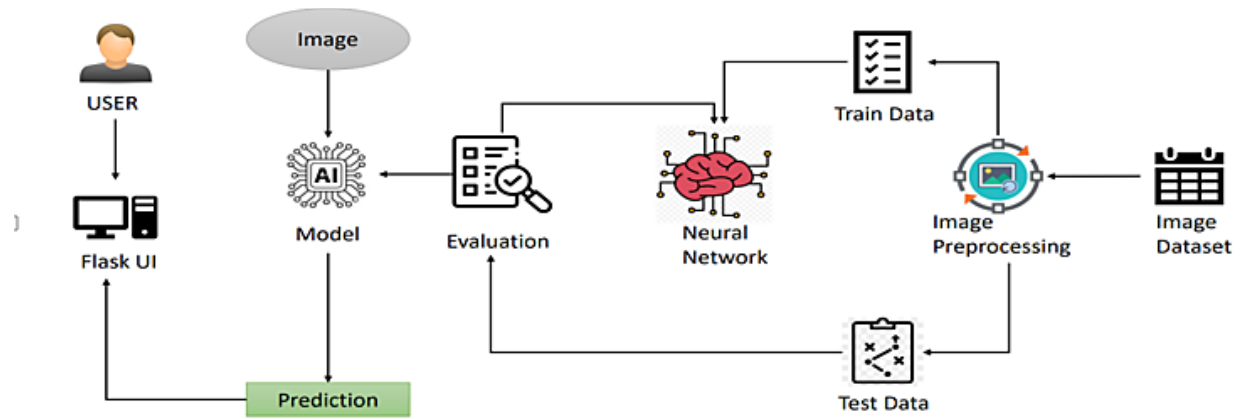 Image
USER
Train Data
AI
Model
Flask UI
Evaluation
Neural
Network
Image
Preprocessing
Image
Dataset
Prediction
Test Data